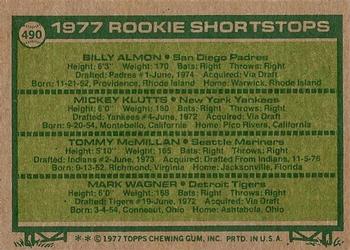 490
1977 ROOKIE SHORTSTOPS
BILLY ALMON • San Diego Padres
Height: 6'3" Weight: 170 Bats: Right Throws: Right
Drafted: Padres #1-June, 1974 Acquired: Via Draft
Born: 11-21-52, Providence, Rhode Island Home: Warwick, Rhode Island
MICKEY KLUTTS • New York Yankees
Height: 6'0" Weight: Bats: Right Throws: Right
Drafted: Yankees #4-June, 1972 Acquired: Via Draft
Born: 9-20-54, Montebello, California Home: Pico Rivera, California
TOMMY McMILLAN • Seattle Mariners
Height: 5'10" Weight: 165 Bats: Right Throws: Right
Drafted: Indians #2-June, 1973 Acquired: Drafted From Indians, 11-5-76
Born: 9-13-52, Richmond, Virginia Home: Jacksonville, Florida
MARK WAGNER • Detroit Tigers
Height: 6'0" Weight: Bats: Right Throws: Right
Drafted: Tigers #19-June, 1972 Acquired: Via Draft
Born: 3-4-54, Conneaut, Ohio Home: Ashtabula, Ohio
** © 1977 TOPPS CHEWING GUM, INC. PRTD. IN U.S.A.